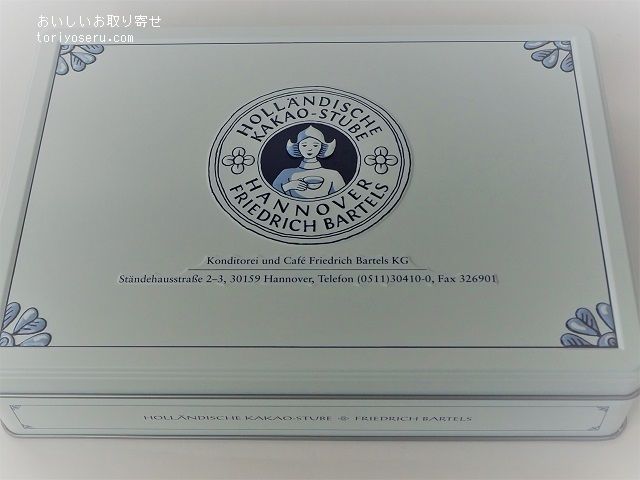 おいしいお取り寄せ
toriyoseru.com
HOLLÄNDISCHE
KAKAO-STUBE
HANNOVER
FRIEDRICH BARTELS
Konditorei und Café Friedrich Bartels KG
Ständehausstraße 2–3, 30159 Hannover, Telefon (0511)30410-0, Fax 326901
HOLLÄNDISCHE KAKAO-STUBE FRIEDRICH BARTELS